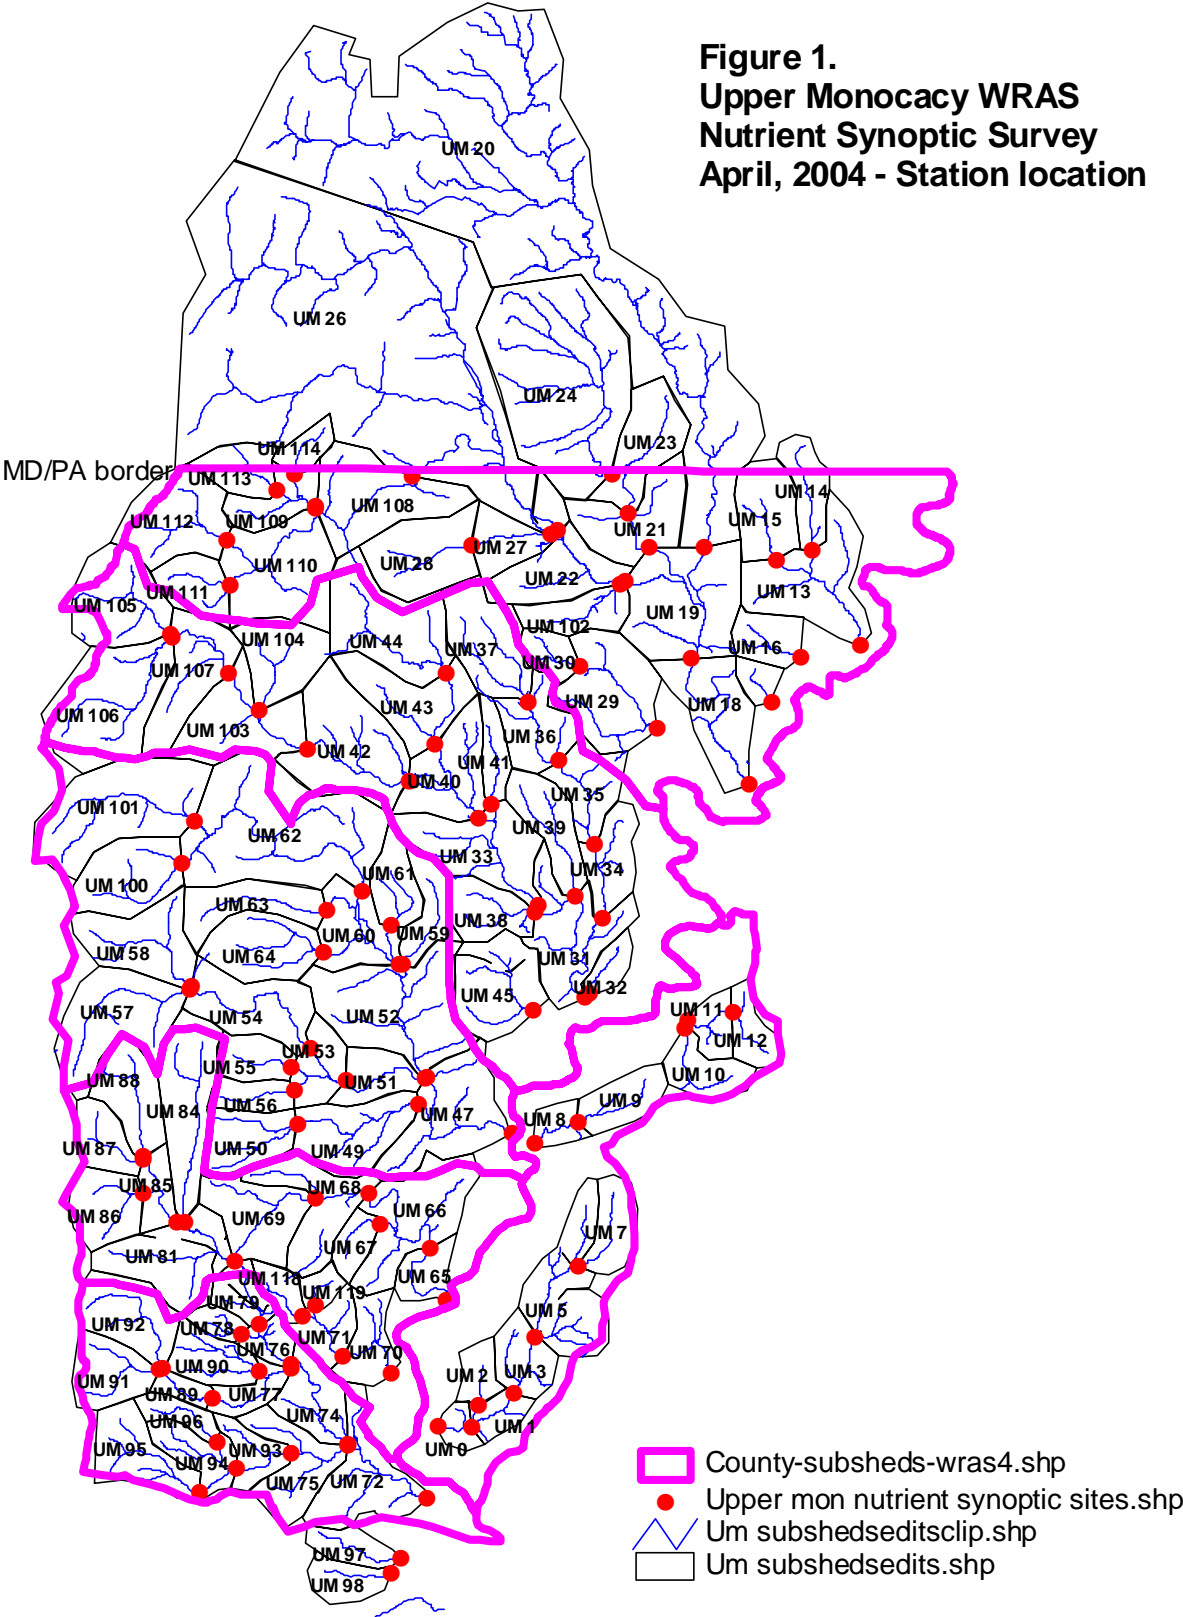 Figure 1.
Upper Monocacy WRAS
Nutrient Synoptic Survey
April, 2004 - Station location
UM 20
UM 26
UM 24
UM 23
UM 114
MD/PA border
UM 113
UM 14
UM 108
UM 15
UM 112
UM 109
UM 21
UM 27
UM 28
UM 110
UM 22
UM 111
UM 13
UM 105
UM 19
UM 102
UM 104
UM 44
UM 37
UM 16
UM 30
UM 107
UM 29
UM 18
UM 43
UM 106
UM 103
UM 36
UM 42
UM 41
UM 40
UM 35
UM 101
UM 39
UM 62
UM 33
UM 34
UM 61
UM 100
UM 63
UM 38
UM 60
UM 59
UM 58
UM 64
UM 31
UM 32
UM 45
UM 57
UM 54
UM 52
UM 11
UM 12
UM 53
UM 55
UM 10
UM 88
UM 51
UM 9
UM 56
UM 84
UM 47
UM 8
UM 87
UM 50
UM 49
UM 85
UM 68
UM 86
UM 69
UM 66
UM 7
UM 67
UM 81
UM 118
UM 65
UM 119
UM 79
UM 5
UM 92
UM 78
UM 71
UM 76
UM 70
UM 90
UM 2
UM 3
UM 91
UM 89
UM 77
UM 74
UM 96
UM 1
UM 95
UM 93
UM 0
UM 94
UM 75
UM 72
County-subsheds-wras4.shp
Upper mon nutrient synoptic sites.shp
Um subshedseditsclip.shp
Um subshedsedits.shp
UM 97
UM 98